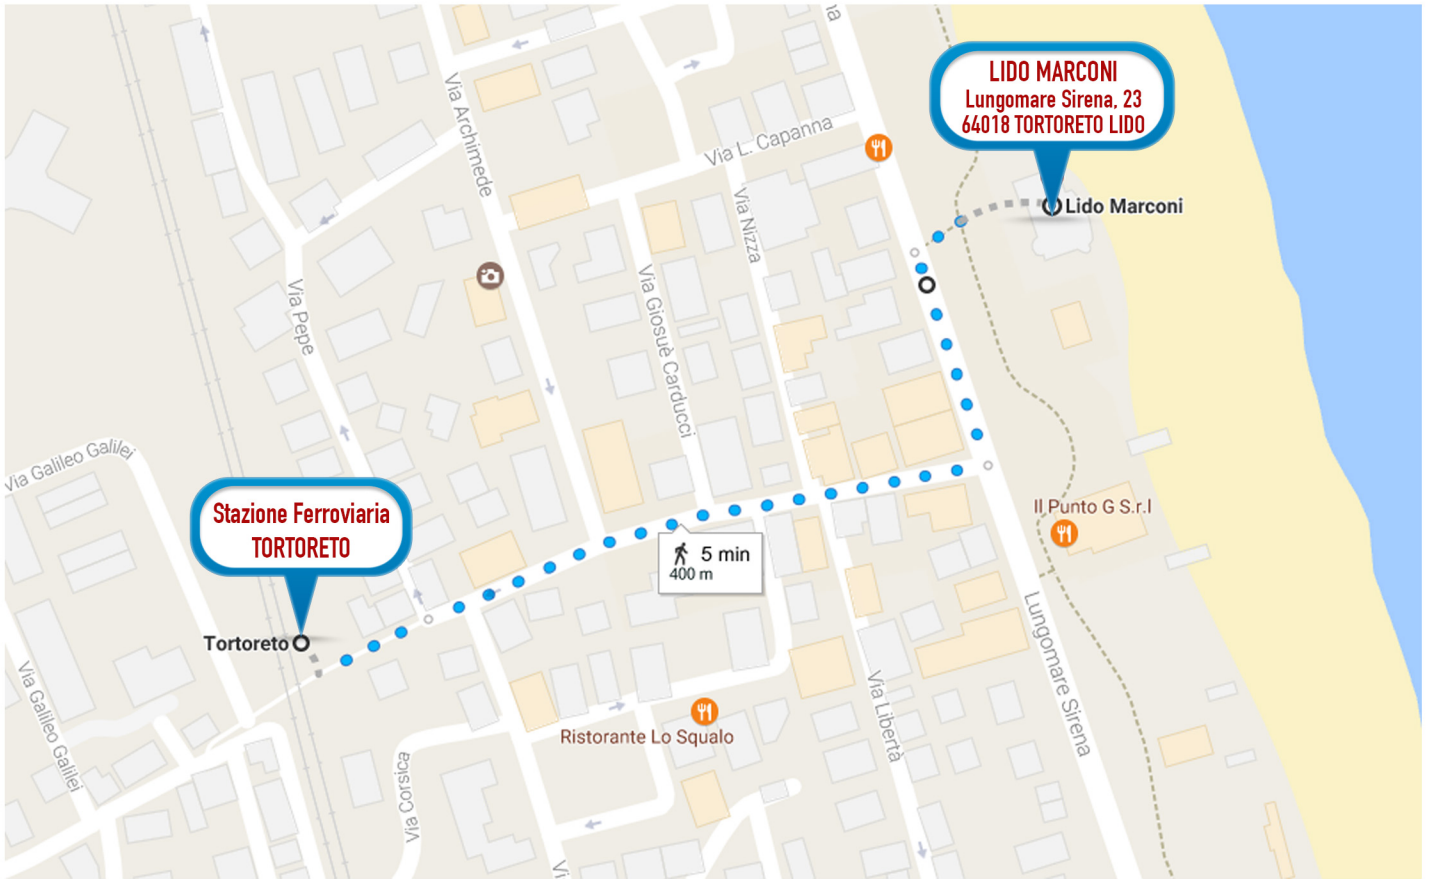 LIDO MARCONI
Lungomare Sirena, 23
64018 TORTORETO LIDO
Via Archimede
Via L. Capanna
Via Nizza
Lido Marconi
Via Pepe
Via Giosuè Carducci
Via Galileo Galilei
Stazione Ferroviaria
TORTORETO
Il Punto G S.r.l
5 min
400 m
Tortoreto
Lungomare Sirena
Via Galileo Galilei
Via Libertà
Ristorante Lo Squalo
Via Corsica
Vi